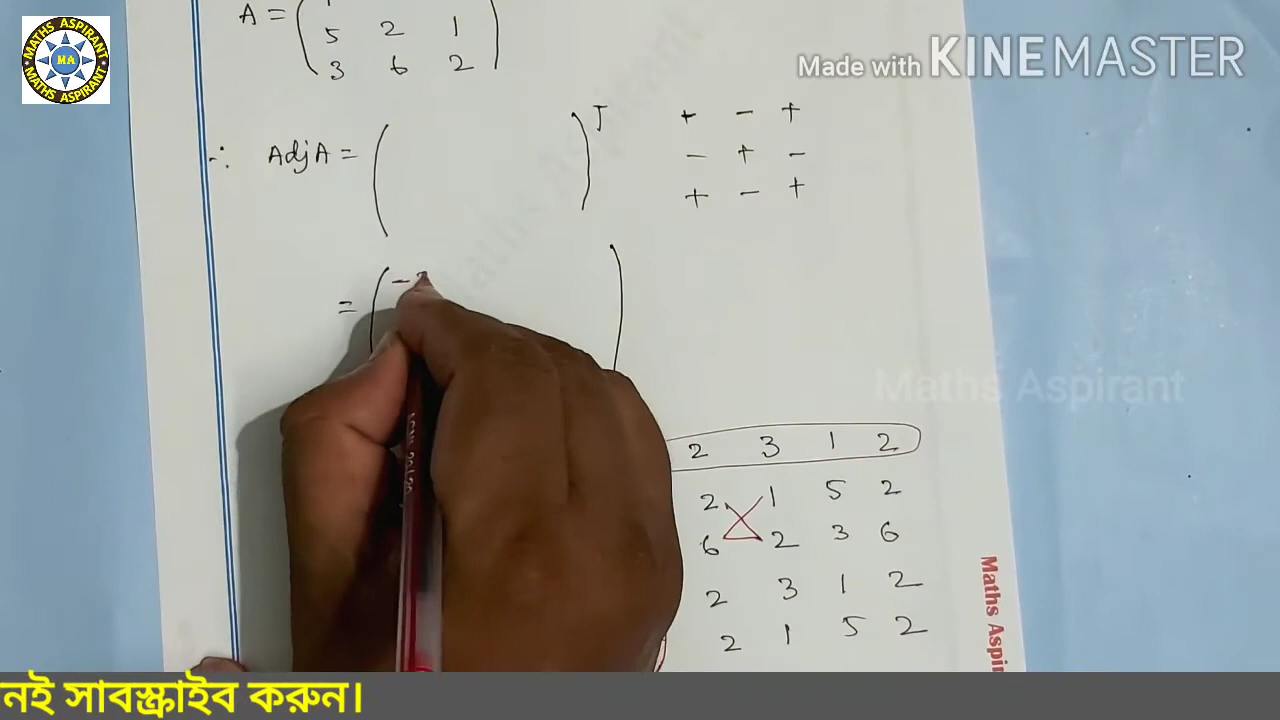 MATHS ASPIRANT
MA
MATHS ASPIRANT
Made with KINEMASTER
A =
5 2 1
3 6 2
∴ Adj A = ( )ᵀ
+ - +
- + -
+ - +
= ( -2
Maths Aspirant
2 3 1 2
2 1 5 2
6 2 3 6
2 3 1 2
2 1 5 2
Maths Aspir
নই সাবস্ক্রাইব করুন।